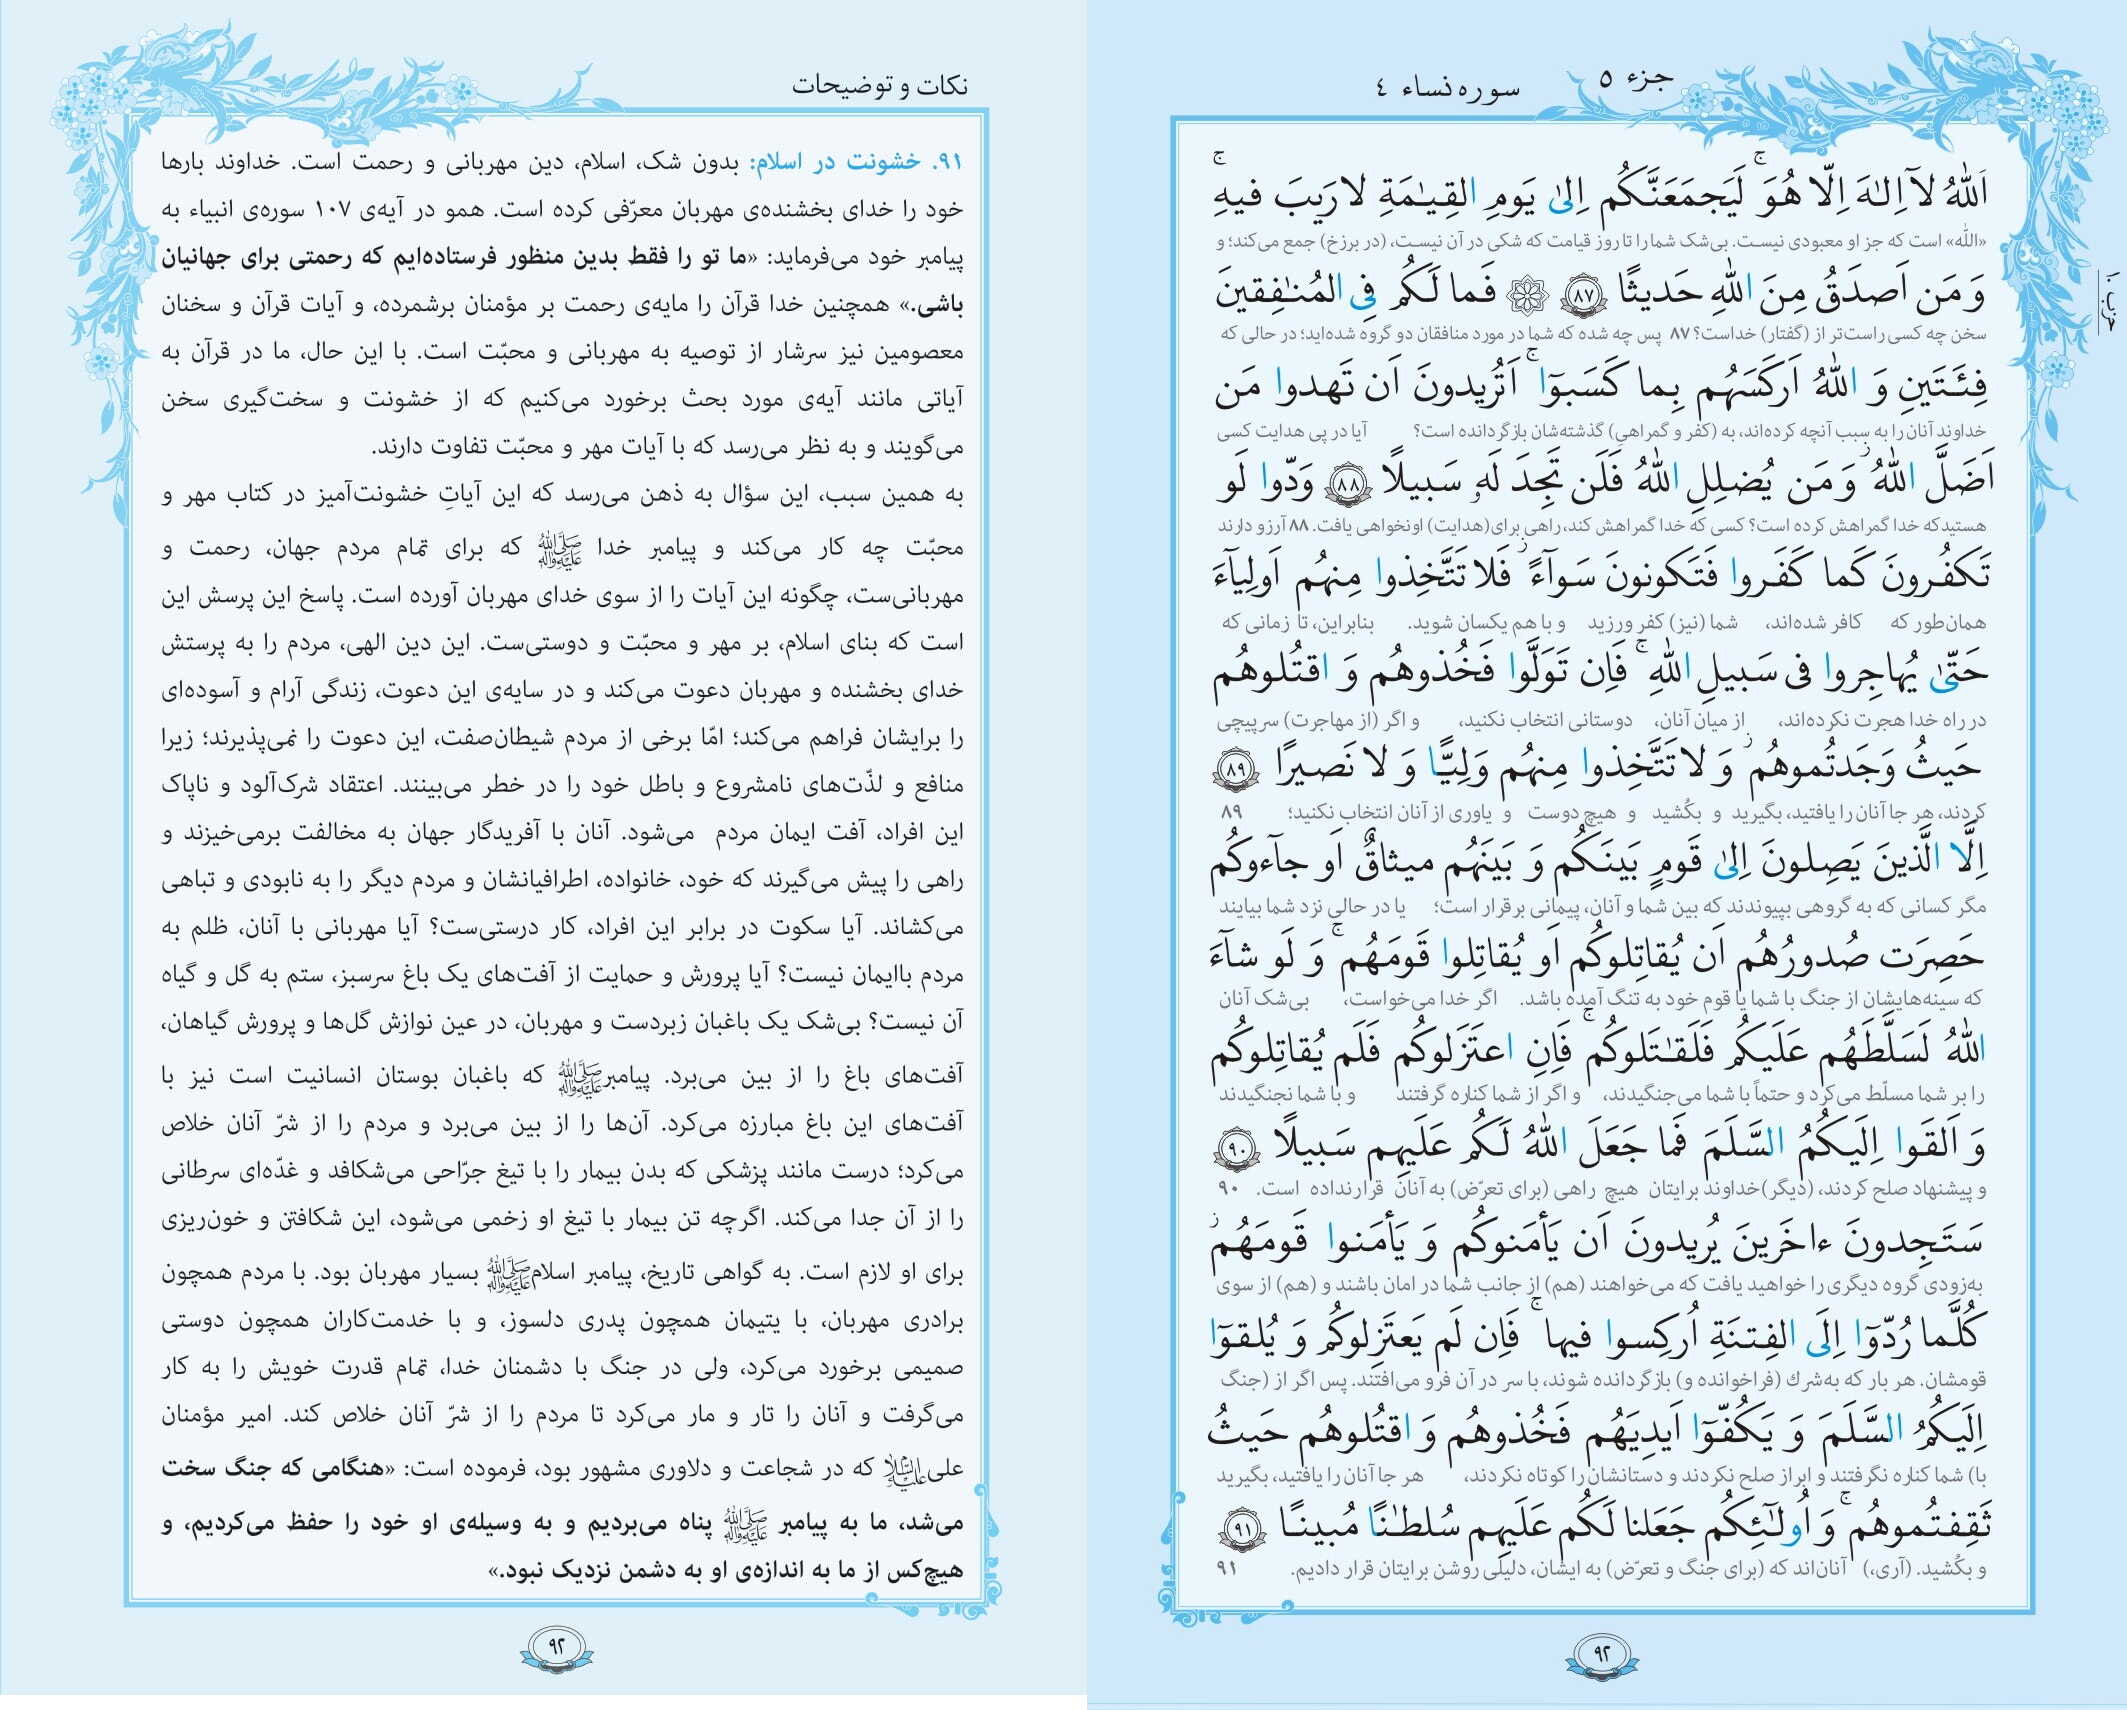 جزء ٥
سوره نساء ٤
حزب ١٠
اَللّٰهُ لآ اِلـٰهَ اِلّا هُوَ ۚ لَيَجمَعَنَّكُم اِلىٰ يَومِ القِيـٰمَةِ لا رَيبَ فيهِ ۚ
«الله» است که جز او معبودی نیست. بی‌شک شما را تا روز قیامت که شکی در آن نیست، (در برزخ) جمع می‌کند؛ و
وَ مَن اَصدَقُ مِنَ اللّٰهِ حَديثًا ﴿٨٧﴾ ۞ فَما لَكُم فِى المُنـٰفِقينَ
سخن چه کسی راست‌تر از (گفتار) خداست؟ ٨٧ پس چه شده که شما در مورد منافقان دو گروه شده‌اید؛ در حالی که
فِئَتَينِ وَ اللّٰهُ اَركَسَهُم بِما كَسَبوٓا ۚ اَتُريدونَ اَن تَهدوا مَن
خداوند آنان را به سبب آنچه کرده‌اند، به (کفر و گمراهیِ) گذشته‌شان بازگردانده است؟ آیا در پی هدایت کسی
اَضَلَّ اللّٰهُ ۖ وَ مَن يُضلِلِ اللّٰهُ فَلَن تَجِدَ لَهٗ سَبيلًا ﴿٨٨﴾ وَدّوا لَو
هستید که خدا گمراهش کرده است؟ کسی که خدا گمراهش کند، راهی برای (هدایت) او نخواهی یافت. ٨٨ آرزو دارند
تَكفُرونَ كَما كَفَروا فَتَكونونَ سَوآءً ۖ فَلا تَتَّخِذوا مِنهُم اَولِيآءَ
همان‌طور که کافر شده‌اند، شما (نیز) کفر ورزید و با هم یکسان شوید. بنابراین، تا زمانی که
حَتّىٰ يُهاجِروا فى سَبيلِ اللّٰهِ ۚ فَاِن تَوَلَّوا فَخُذوهُم وَ اقتُلوهُم
در راه خدا هجرت نکرده‌اند، از میان آنان، دوستانی انتخاب نکنید، و اگر (از مهاجرت) سرپیچی
حَيثُ وَجَدتُموهُم ۖ وَ لا تَتَّخِذوا مِنهُم وَلِيًّا وَ لا نَصيرًا ﴿٨٩﴾
کردند، هر جا آنان را یافتید، بگیرید و بکُشید و هیچ دوست و یاوری از آنان انتخاب نکنید؛ ٨٩
اِلَّا الَّذينَ يَصِلونَ اِلىٰ قَومٍ بَينَكُم وَ بَينَهُم ميثاقٌ اَو جآءوكُم
مگر کسانی که به گروهی بپیوندند که بین شما و آنان، پیمانی برقرار است؛ یا در حالی نزد شما بیایند
حَصِرَت صُدورُهُم اَن يُقاتِلوكُم اَو يُقاتِلوا قَومَهُم ۚ وَ لَو شآءَ
که سینه‌هایشان از جنگ با شما یا قوم خود به تنگ آمده باشد. اگر خدا می‌خواست، بی‌شک آنان
اللّٰهُ لَسَلَّطَهُم عَلَيكُم فَلَقـٰتَلوكُم ۚ فَاِنِ اعتَزَلوكُم فَلَم يُقاتِلوكُم
را بر شما مسلّط می‌کرد و حتماً با شما می‌جنگیدند، و اگر از شما کناره گرفتند و با شما نجنگیدند
وَ اَلقَوا اِلَيكُمُ السَّلَمَ فَما جَعَلَ اللّٰهُ لَكُم عَلَيهِم سَبيلًا ﴿٩٠﴾
و پیشنهاد صلح کردند، (دیگر) خداوند برایتان هیچ راهی (برای تعرّض) به آنان قرار نداده است. ٩٠
سَتَجِدونَ ءاخَرينَ يُريدونَ اَن يَأمَنوكُم وَ يَأمَنوا قَومَهُم ۖ
به‌زودی گروه دیگری را خواهید یافت که می‌خواهند (هم) از جانب شما در امان باشند و (هم) از سوی
كُلَّما رُدّوٓا اِلَى الفِتنَةِ اُركِسوا فيها ۚ فَاِن لَم يَعتَزِلوكُم وَ يُلقوٓا
قومشان. هر بار که به‌شرک (فراخوانده و) بازگردانده شوند، با سر در آن فرو می‌افتند. پس اگر از (جنگ
اِلَيكُمُ السَّلَمَ وَ يَكُفّوٓا اَيدِيَهُم فَخُذوهُم وَ اقتُلوهُم حَيثُ
با) شما کناره نگرفتند و ابراز صلح نکردند و دستانشان را کوتاه نکردند، هر جا آنان را یافتید، بگیرید
ثَقِفتُموهُم ۚ وَ اُولـٰٓئِكُم جَعَلنا لَكُم عَلَيهِم سُلطـٰنًا مُبينًا ﴿٩١﴾
و بکُشید. (آری،) آنان‌اند که (برای جنگ و تعرّض) به ایشان، دلیلی روشن برایتان قرار دادیم. ٩١
٩٢
نکات و توضیحات
٩١. خشونت در اسلام: بدون شک، اسلام، دین مهربانی و رحمت است. خداوند بارها
خود را خدای بخشنده‌ی مهربان معرّفی کرده است. همو در آیه‌ی ١٠٧ سوره‌ی انبیاء به
پیامبر خود می‌فرماید: «ما تو را فقط بدین منظور فرستاده‌ایم که رحمتی برای جهانیان
باشی.» همچنین خدا قرآن را مایه‌ی رحمت بر مؤمنان برشمرده، و آیات قرآن و سخنان
معصومین نیز سرشار از توصیه به مهربانی و محبّت است. با این حال، ما در قرآن به
آیاتی مانند آیه‌ی مورد بحث برخورد می‌کنیم که از خشونت و سخت‌گیری سخن
می‌گویند و به نظر می‌رسد که با آیات مهر و محبّت تفاوت دارند.
به همین سبب، این سؤال به ذهن می‌رسد که این آیاتِ خشونت‌آمیز در کتاب مهر و
محبّت چه کار می‌کند و پیامبر خدا صَلَّى اللّٰهُ عَلَيْهِ وَآلِهِ که برای تمام مردم جهان، رحمت و
مهربانی‌ست، چگونه این آیات را از سوی خدای مهربان آورده است. پاسخ این پرسش این
است که بنای اسلام، بر مهر و محبّت و دوستی‌ست. این دین الهی، مردم را به پرستش
خدای بخشنده و مهربان دعوت می‌کند و در سایه‌ی این دعوت، زندگی آرام و آسوده‌ای
را برایشان فراهم می‌کند؛ امّا برخی از مردم شیطان‌صفت، این دعوت را نمی‌پذیرند؛ زیرا
منافع و لذّت‌های نامشروع و باطل خود را در خطر می‌بینند. اعتقاد شرک‌آلود و ناپاک
این افراد، آفت ایمان مردم می‌شود. آنان با آفریدگار جهان به مخالفت برمی‌خیزند و
راهی را پیش می‌گیرند که خود، خانواده، اطرافیانشان و مردم دیگر را به نابودی و تباهی
می‌کشاند. آیا سکوت در برابر این افراد، کار درستی‌ست؟ آیا مهربانی با آنان، ظلم به
مردم باایمان نیست؟ آیا پرورش و حمایت از آفت‌های یک باغ سرسبز، ستم به گل و گیاه
آن نیست؟ بی‌شک یک باغبان زبردست و مهربان، در عین نوازش گل‌ها و پرورش گیاهان،
آفت‌های باغ را از بین می‌برد. پیامبر صَلَّى اللّٰهُ عَلَيْهِ وَآلِهِ که باغبان بوستان انسانیت است نیز با
آفت‌های این باغ مبارزه می‌کرد. آن‌ها را از بین می‌برد و مردم را از شرّ آنان خلاص
می‌کرد؛ درست مانند پزشکی که بدن بیمار را با تیغ جرّاحی می‌شکافد و غدّه‌ای سرطانی
را از آن جدا می‌کند. اگرچه تن بیمار با تیغ او زخمی می‌شود، این شکافتن و خون‌ریزی
برای او لازم است. به گواهی تاریخ، پیامبر اسلام صَلَّى اللّٰهُ عَلَيْهِ وَآلِهِ بسیار مهربان بود. با مردم همچون
برادری مهربان، با یتیمان همچون پدری دلسوز، و با خدمت‌کاران همچون دوستی
صمیمی برخورد می‌کرد، ولی در جنگ با دشمنان خدا، تمام قدرت خویش را به کار
می‌گرفت و آنان را تار و مار می‌کرد تا مردم را از شرّ آنان خلاص کند. امیر مؤمنان
علی عَلَيْهِ السَّلَامُ که در شجاعت و دلاوری مشهور بود، فرموده است: «هنگامی که جنگ سخت
می‌شد، ما به پیامبر صَلَّى اللّٰهُ عَلَيْهِ وَآلِهِ پناه می‌بردیم و به وسیله‌ی او خود را حفظ می‌کردیم، و
هیچ‌کس از ما به اندازه‌ی او به دشمن نزدیک نبود.»
٩٢